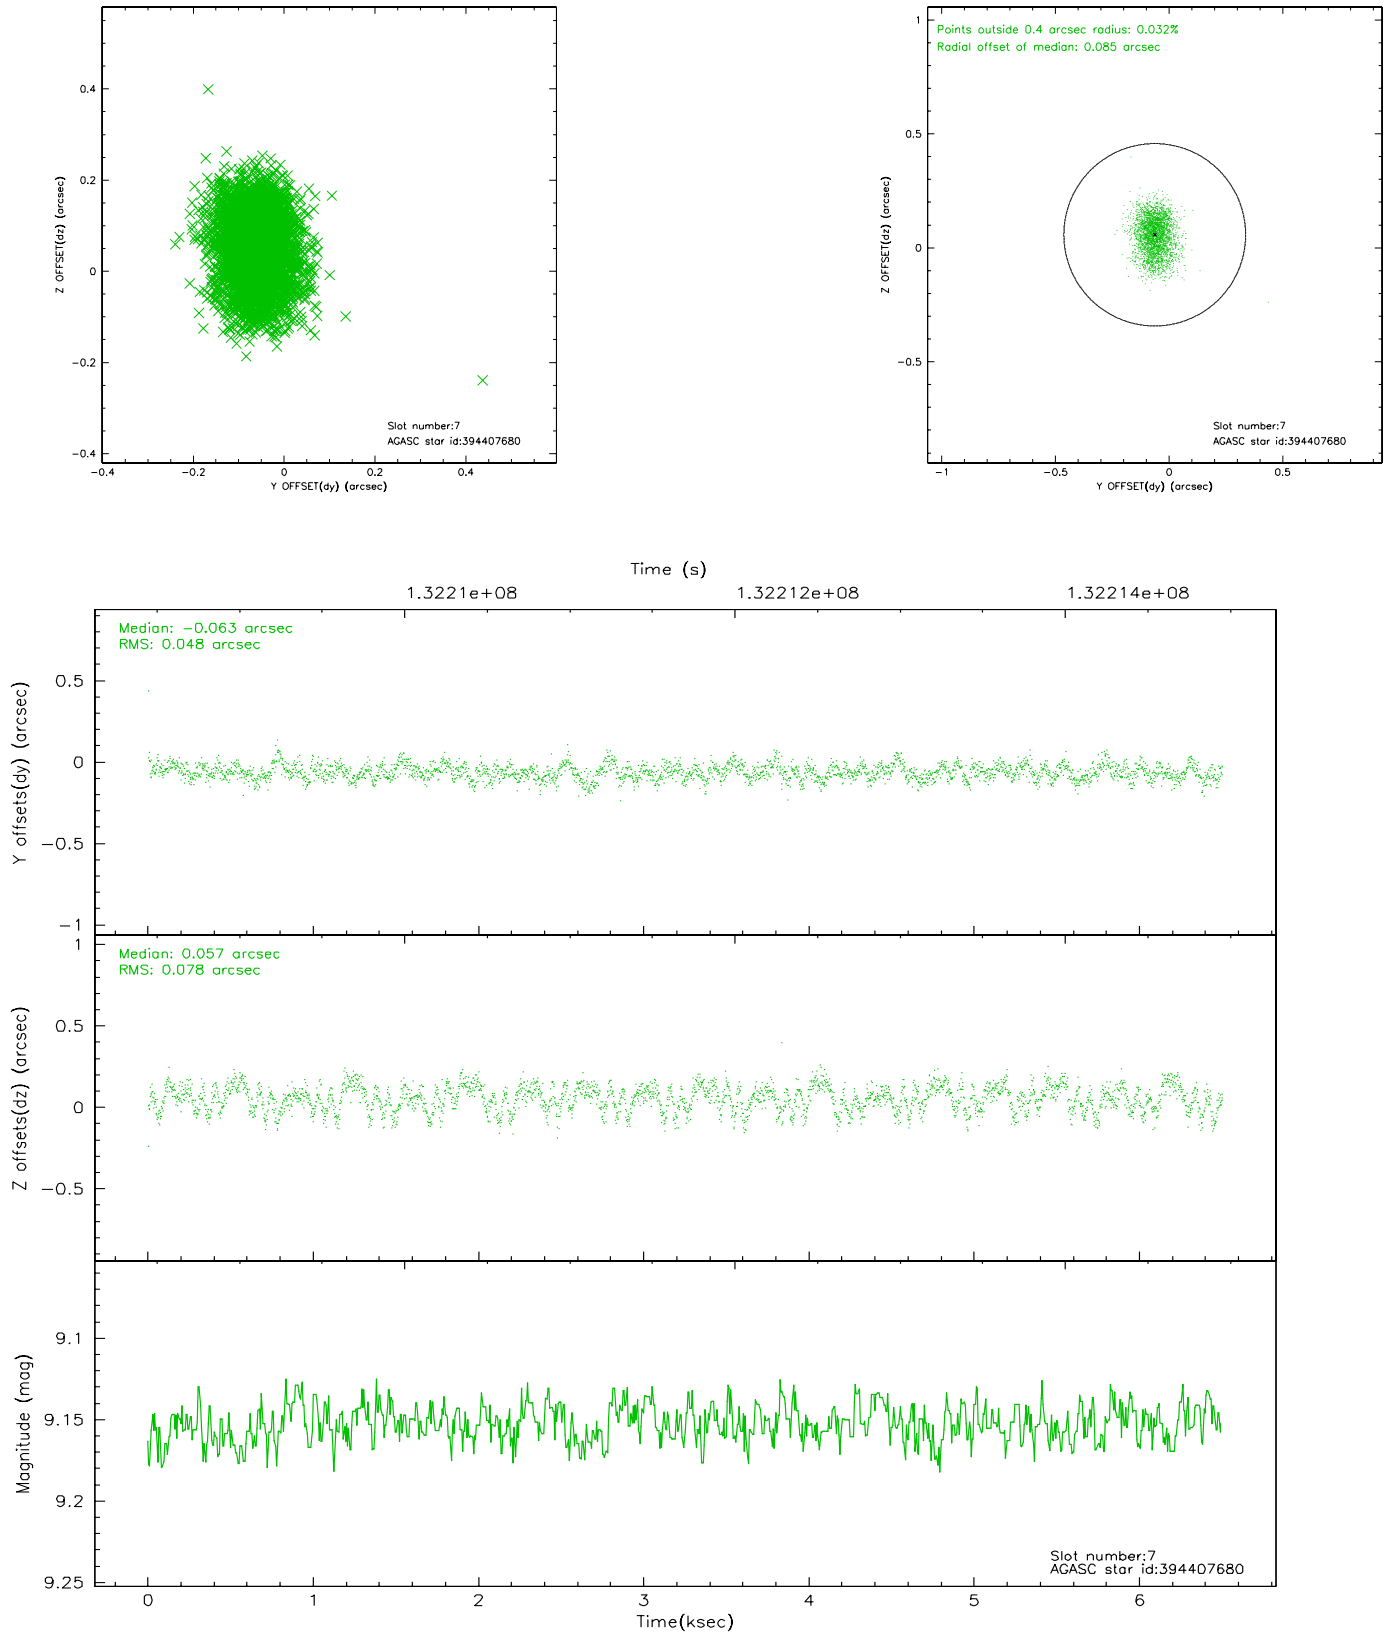 0.4
0.2
0
−0.2
−0.4
Z OFFSET(dz) (arcsec)
−0.4 −0.2 0 0.2 0.4
Y OFFSET(dy) (arcsec)
Slot number:7
AGASC star id:394407680
Points outside 0.4 arcsec radius: 0.032%
Radial offset of median: 0.085 arcsec
1
0.5
0
−0.5
Z OFFSET(dz) (arcsec)
−1 −0.5 0 0.5
Y OFFSET(dy) (arcsec)
Slot number:7
AGASC star id:394407680
Time (s)
1.3221e+08 1.32212e+08 1.32214e+08
Median: −0.063 arcsec
RMS: 0.048 arcsec
0.5
0
−0.5
−1
Y offsets(dy) (arcsec)
Median: 0.057 arcsec
RMS: 0.078 arcsec
1
0.5
0
−0.5
Z offsets(dz) (arcsec)
9.1
9.15
9.2
9.25
Magnitude (mag)
Slot number:7
AGASC star id:394407680
0 1 2 3 4 5 6
Time(ksec)